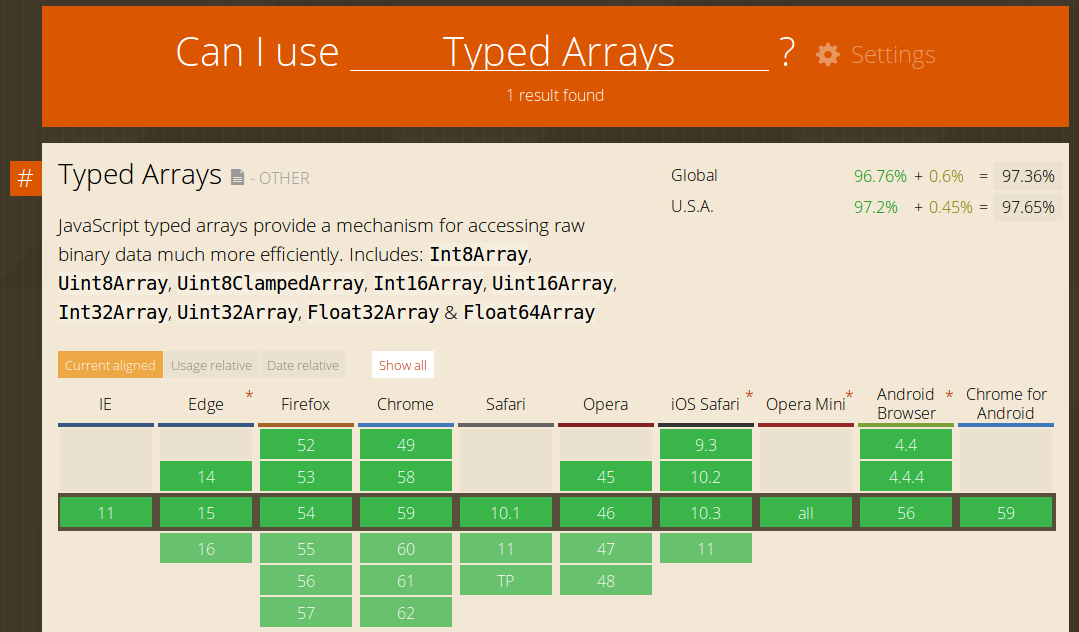 Can I use Typed Arrays ? Settings
1 result found
# Typed Arrays - OTHER
Global 96.76% + 0.6% = 97.36%
U.S.A. 97.2% + 0.45% = 97.65%
JavaScript typed arrays provide a mechanism for accessing raw
binary data much more efficiently. Includes: Int8Array,
Uint8Array, Uint8ClampedArray, Int16Array, Uint16Array,
Int32Array, Uint32Array, Float32Array & Float64Array
Current aligned Usage relative Date relative Show all
IE Edge * Firefox Chrome Safari Opera iOS Safari * Opera Mini * Android Browser * Chrome for Android
52 49 9.3 4.4
14 53 58 45 10.2 4.4.4
11 15 54 59 10.1 46 10.3 all 56 59
16 55 60 11 47 11
56 61 TP 48
57 62